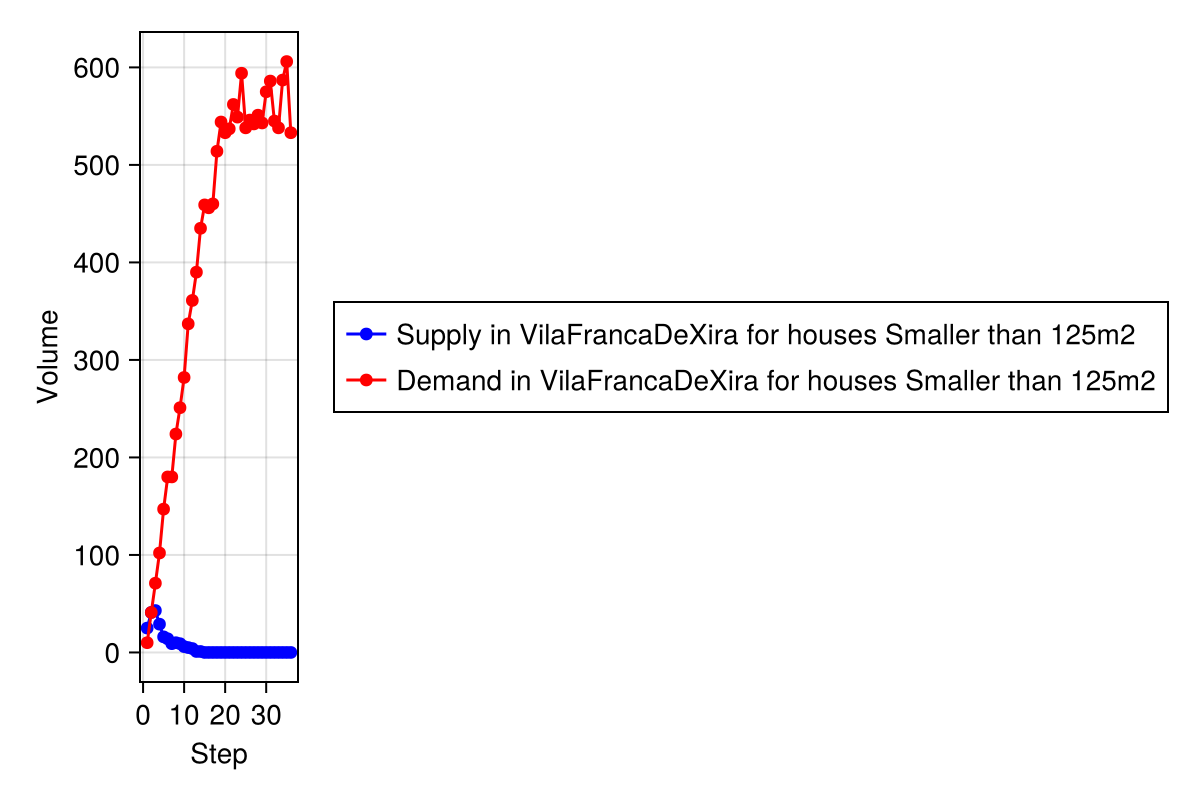 600
500
400
300
200
100
0
Volume
0 10 20 30
Step
Supply in VilaFrancaDeXira for houses Smaller than 125m2
Demand in VilaFrancaDeXira for houses Smaller than 125m2